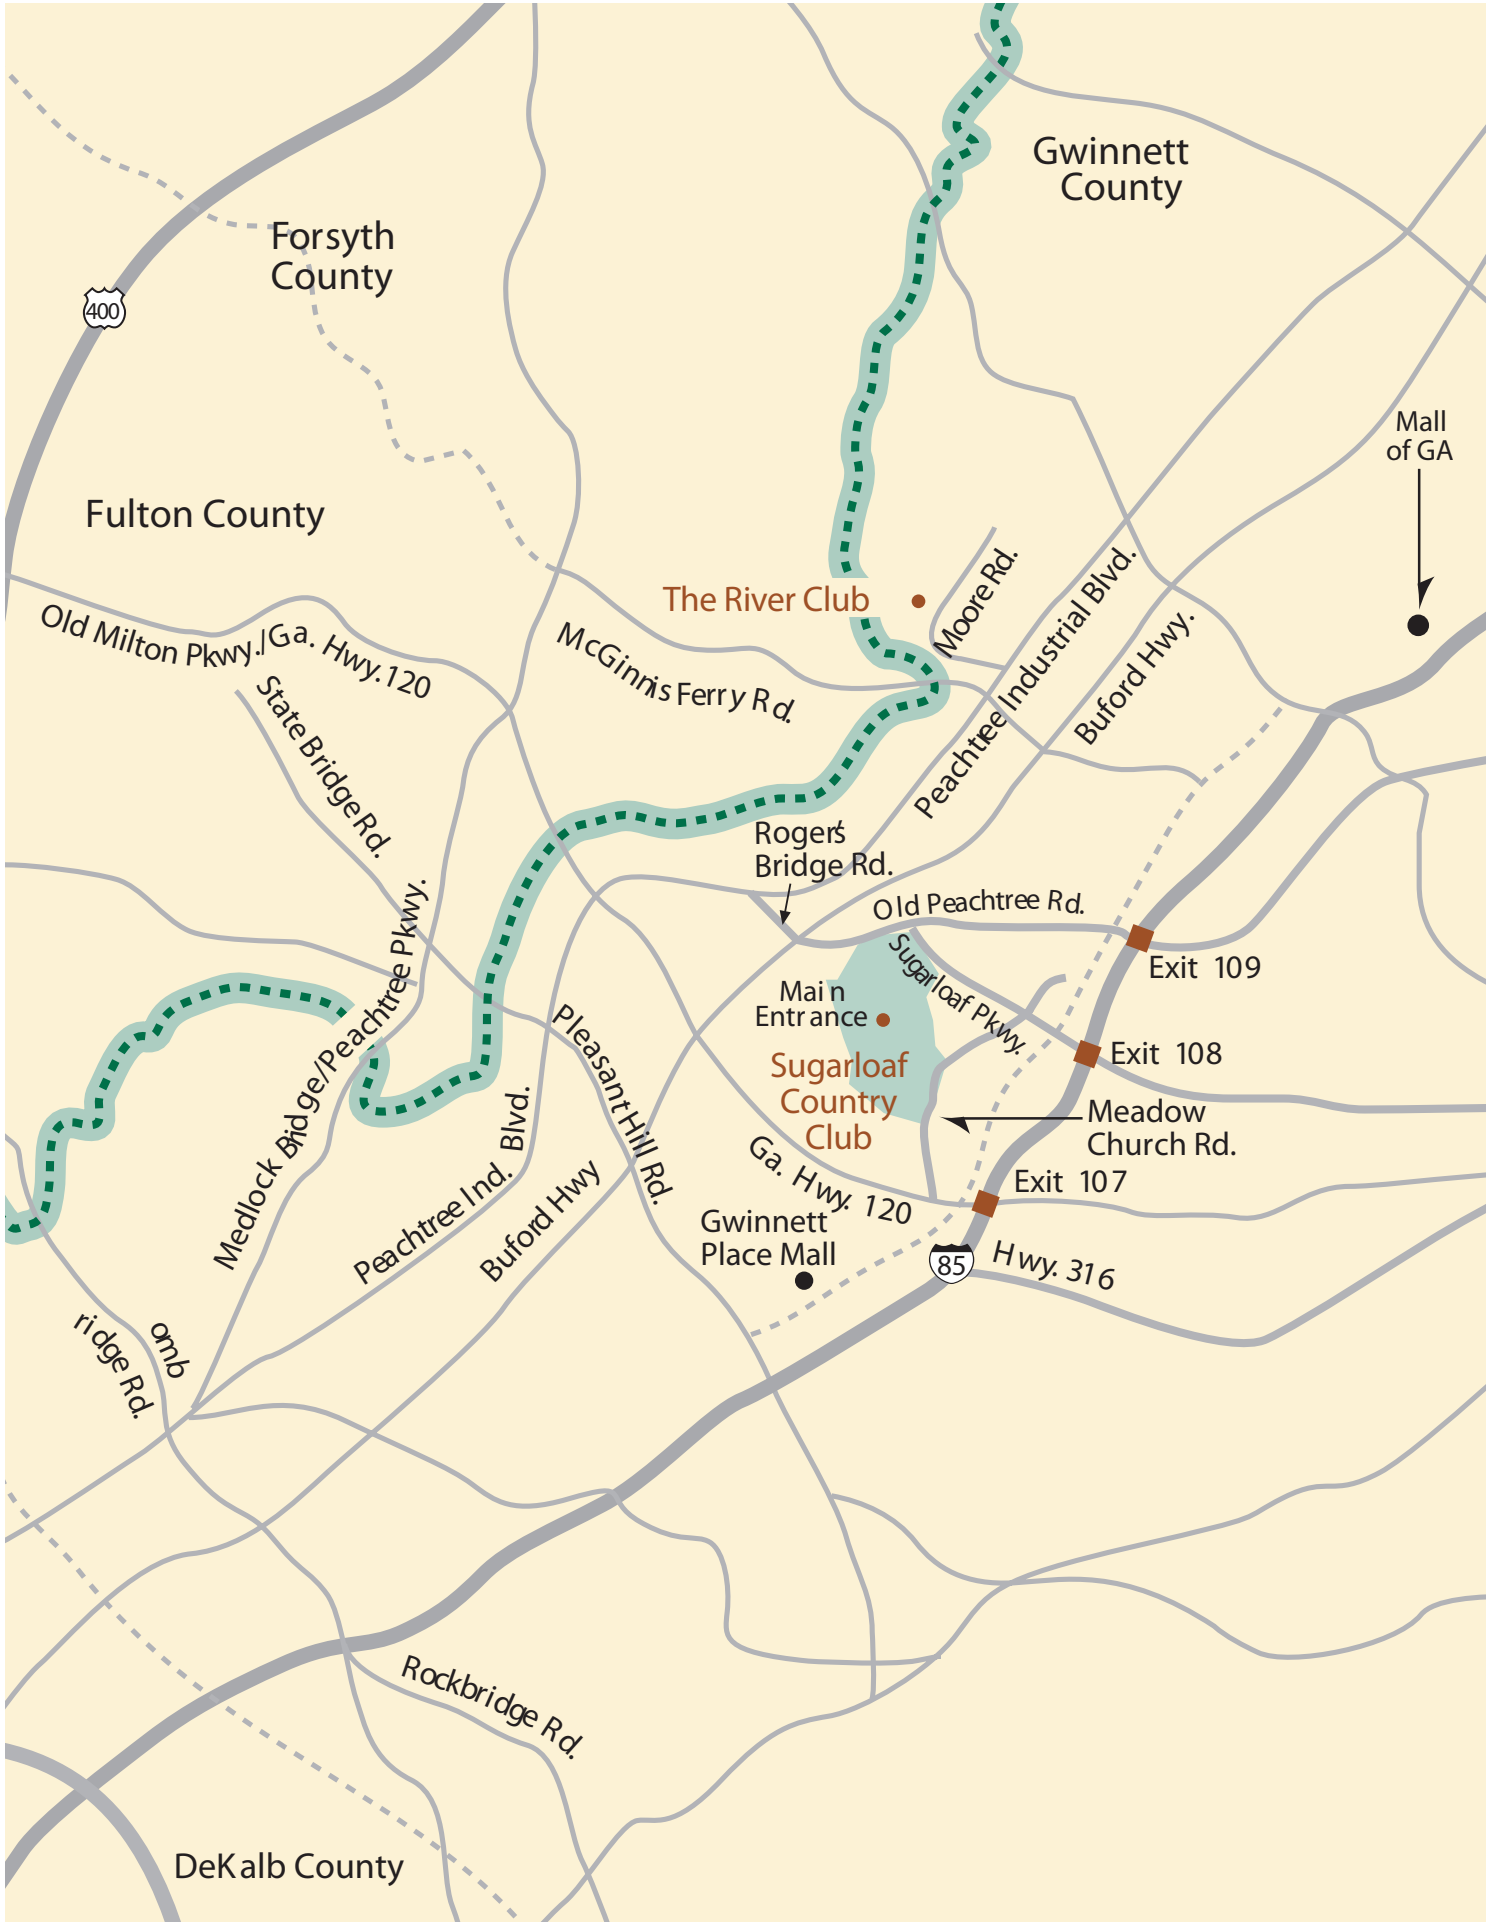 Gwinnett
County
Forsyth
County
400
Mall
of GA
Fulton County
Moore Rd.
The River Club
Old Milton Pkwy./Ga. Hwy.120
McGinnis Ferry Rd.
Peachtree Industrial Blvd.
Buford Hwy.
State Bridge Rd.
Roger's
Bridge Rd.
Old Peachtree Rd.
Sugarloaf Pkwy.
Exit 109
Main
Entrance
Medlock Bridge/Peachtree Pkwy.
Pleasant Hill Rd.
Exit 108
Sugarloaf
Country
Club
Meadow
Church Rd.
Peachtree Ind. Blvd.
Buford Hwy
Ga. Hwy. 120
Exit 107
Gwinnett
Place Mall
85
Hwy. 316
omb
ridge Rd.
Rockbridge Rd.
DeKalb County